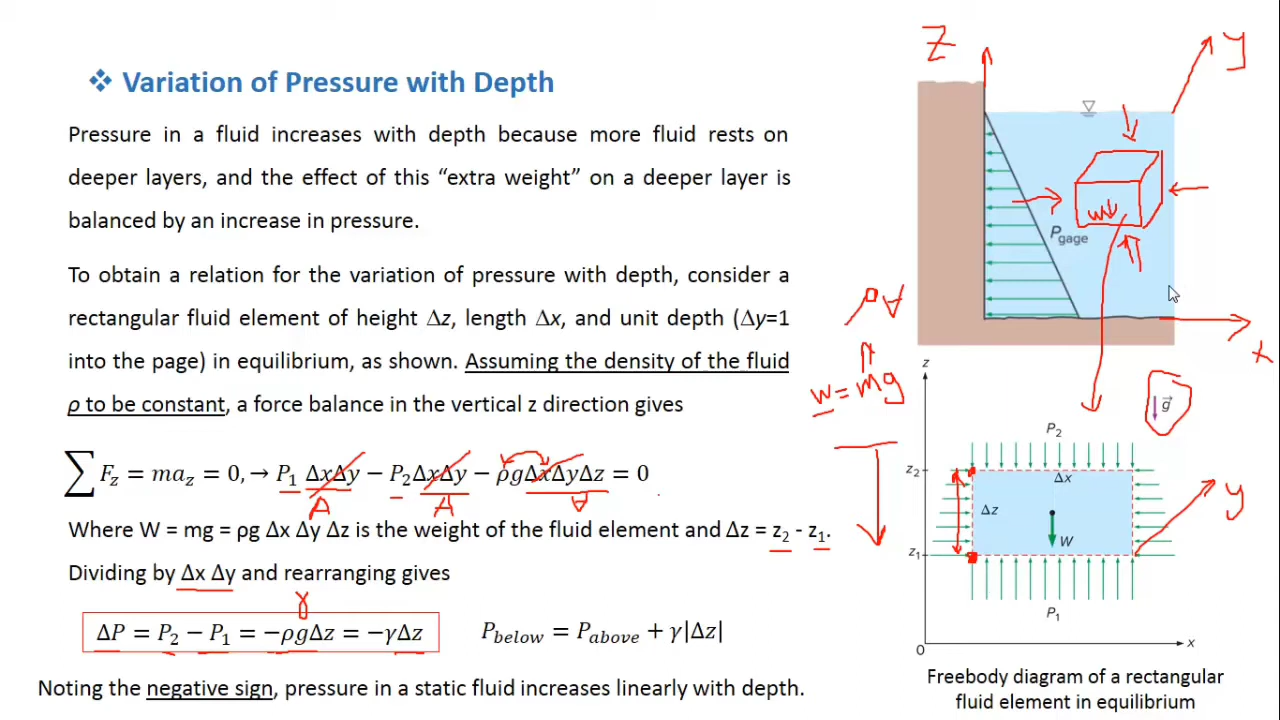 ❖ Variation of Pressure with Depth
Pressure in a fluid increases with depth because more fluid rests on
deeper layers, and the effect of this “extra weight” on a deeper layer is
balanced by an increase in pressure.
To obtain a relation for the variation of pressure with depth, consider a
rectangular fluid element of height Δz, length Δx, and unit depth (Δy=1
into the page) in equilibrium, as shown. Assuming the density of the fluid
ρ to be constant, a force balance in the vertical z direction gives
∑ F_z = ma_z = 0, → P₁ ΔxΔy − P₂ΔxΔy − ρgΔxΔyΔz = 0
A A ∀
Where W = mg = ρg Δx Δy Δz is the weight of the fluid element and Δz = z₂ - z₁.
Dividing by Δx Δy and rearranging gives
γ
ΔP = P₂ − P₁ = −ρgΔz = −γΔz
P_below = P_above + γ|Δz|
Noting the negative sign, pressure in a static fluid increases linearly with depth.
Z
y
W
P_gage
x
ρ∀
w=mg
z
g⃗
P₂
z₂
Δx
Δz
W
y
z₁
P₁
0
x
Freebody diagram of a rectangular
fluid element in equilibrium